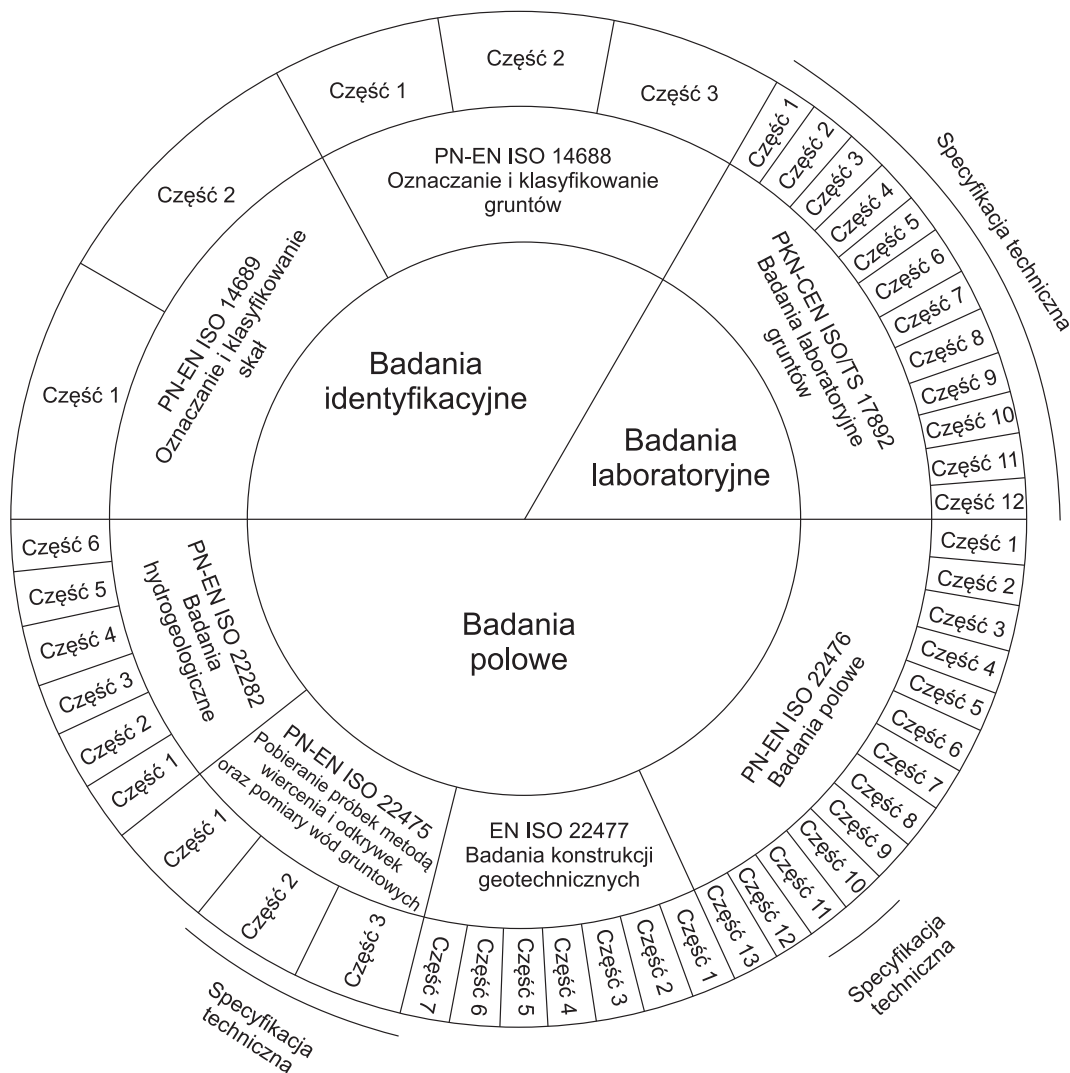 Badania
identyfikacyjne
Badania
laboratoryjne
Badania
polowe
PN-EN ISO 14689
Oznaczanie i klasyfikowanie
skał
Część 1
Część 2
PN-EN ISO 14688
Oznaczanie i klasyfikowanie
gruntów
Część 1
Część 2
Część 3
PKN-CEN ISO/TS 17892
Badania laboratoryjne
gruntów
Część 1
Część 2
Część 3
Część 4
Część 5
Część 6
Część 7
Część 8
Część 9
Część 10
Część 11
Część 12
Specyfikacja techniczna
PN-EN ISO 22476
Badania polowe
Część 1
Część 2
Część 3
Część 4
Część 5
Część 6
Część 7
Część 8
Część 9
Część 10
Część 11
Część 12
Część 13
Specyfikacja
techniczna
EN ISO 22477
Badania konstrukcji
geotechnicznych
Część 1
Część 2
Część 3
Część 4
Część 5
Część 6
Część 7
PN-EN ISO 22475
Pobieranie próbek metodą
wiercenia i odkrywek
oraz pomiary wód gruntowych
Część 1
Część 2
Część 3
Specyfikacja
techniczna
PN-EN ISO 22282
Badania
hydrogeologiczne
Część 1
Część 2
Część 3
Część 4
Część 5
Część 6